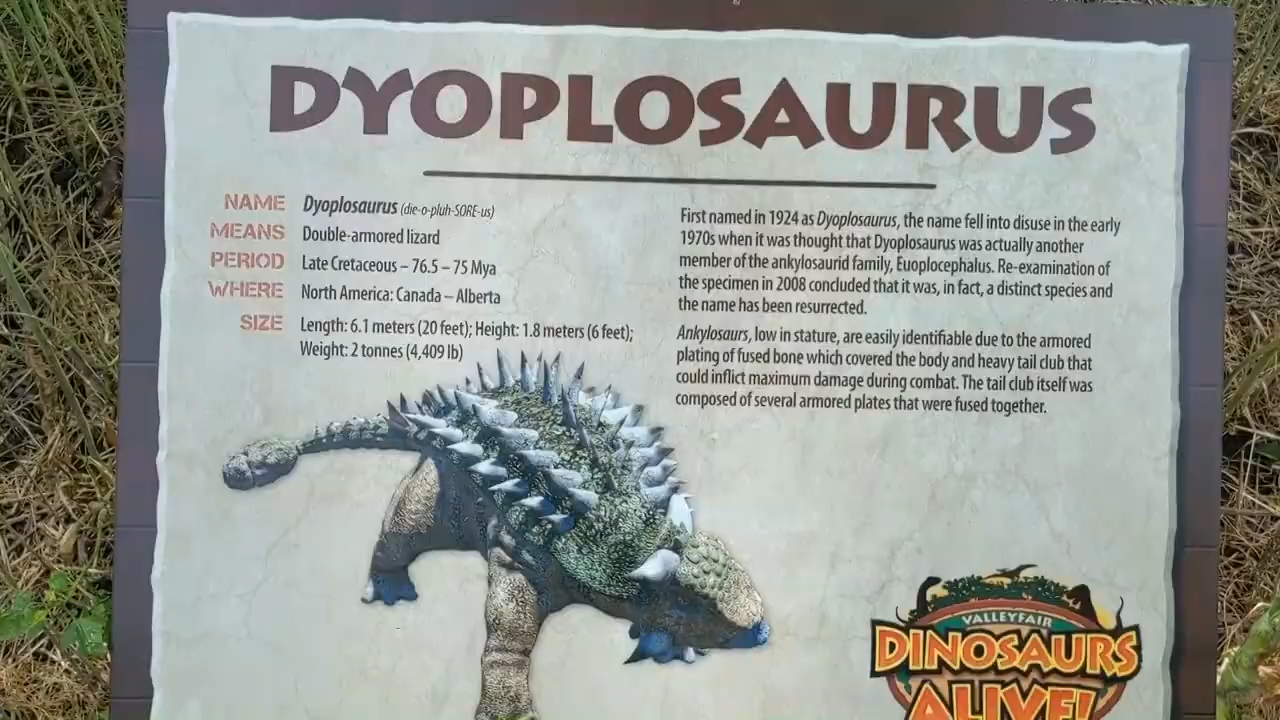 DYOPLOSAURUS
NAME Dyoplosaurus (die-o-pluh-SORE-us)
MEANS Double-armored lizard
PERIOD Late Cretaceous – 76.5 – 75 Mya
WHERE North America: Canada – Alberta
SIZE Length: 6.1 meters (20 feet); Height: 1.8 meters (6 feet);
Weight: 2 tonnes (4,409 lb)
First named in 1924 as Dyoplosaurus, the name fell into disuse in the early
1970s when it was thought that Dyoplosaurus was actually another
member of the ankylosaurid family, Euoplocephalus. Re-examination of
the specimen in 2008 concluded that it was, in fact, a distinct species and
the name has been resurrected.
Ankylosaurs, low in stature, are easily identifiable due to the armored
plating of fused bone which covered the body and heavy tail club that
could inflict maximum damage during combat. The tail club itself was
composed of several armored plates that were fused together.
VALLEYFAIR
DINOSAURS
ALIVE!